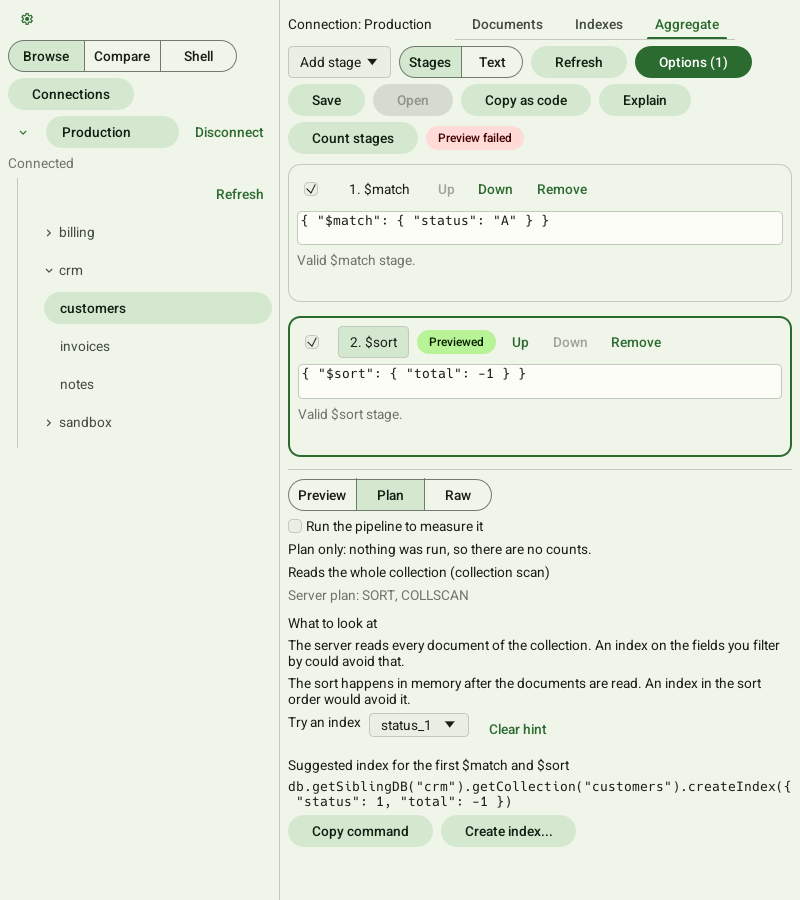 Browse Compare Shell
Connections
Production Disconnect
Connected
Refresh
billing
crm
customers
invoices
notes
sandbox
Connection: Production Documents Indexes Aggregate
Add stage Stages Text Refresh Options (1)
Save Open Copy as code Explain
Count stages Preview failed
1. $match Up Down Remove
{ "$match": { "status": "A" } }
Valid $match stage.
2. $sort Previewed Up Down Remove
{ "$sort": { "total": -1 } }
Valid $sort stage.
Preview Plan Raw
Run the pipeline to measure it
Plan only: nothing was run, so there are no counts.
Reads the whole collection (collection scan)
Server plan: SORT, COLLSCAN
What to look at
The server reads every document of the collection. An index on the fields you filter
by could avoid that.
The sort happens in memory after the documents are read. An index in the sort
order would avoid it.
Try an index status_1 Clear hint
Suggested index for the first $match and $sort
db.getSiblingDB("crm").getCollection("customers").createIndex({
"status": 1, "total": -1 })
Copy command Create index...